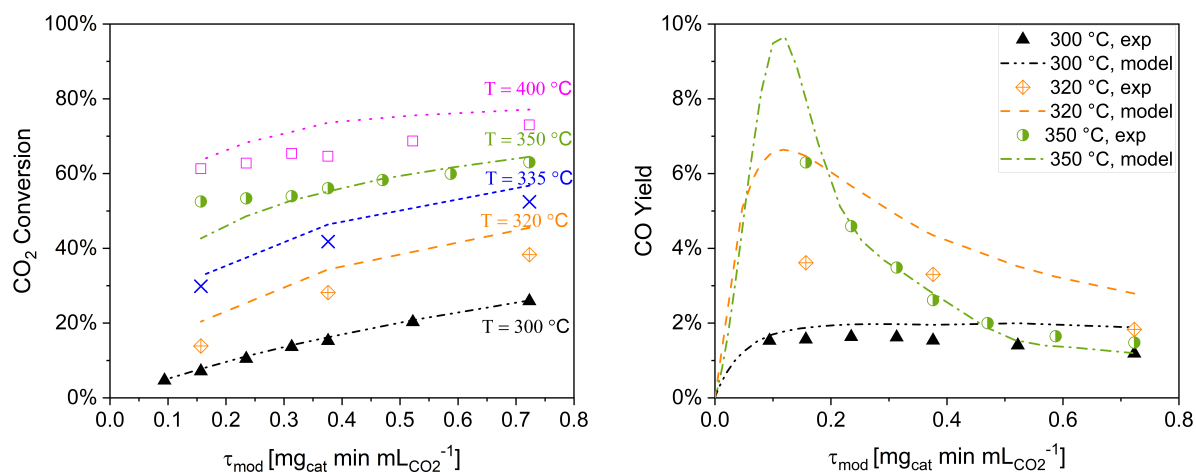 100%
80%
60%
40%
20%
0%
CO2 Conversion
T = 400 °C
T = 350 °C
T = 335 °C
T = 320 °C
T = 300 °C
0.0 0.1 0.2 0.3 0.4 0.5 0.6 0.7 0.8
τmod [mgcat min mLCO2-1]
10%
8%
6%
4%
2%
0%
CO Yield
300 °C, exp
300 °C, model
320 °C, exp
320 °C, model
350 °C, exp
350 °C, model
0.0 0.2 0.4 0.6 0.8
τmod [mgcat min mLCO2-1]